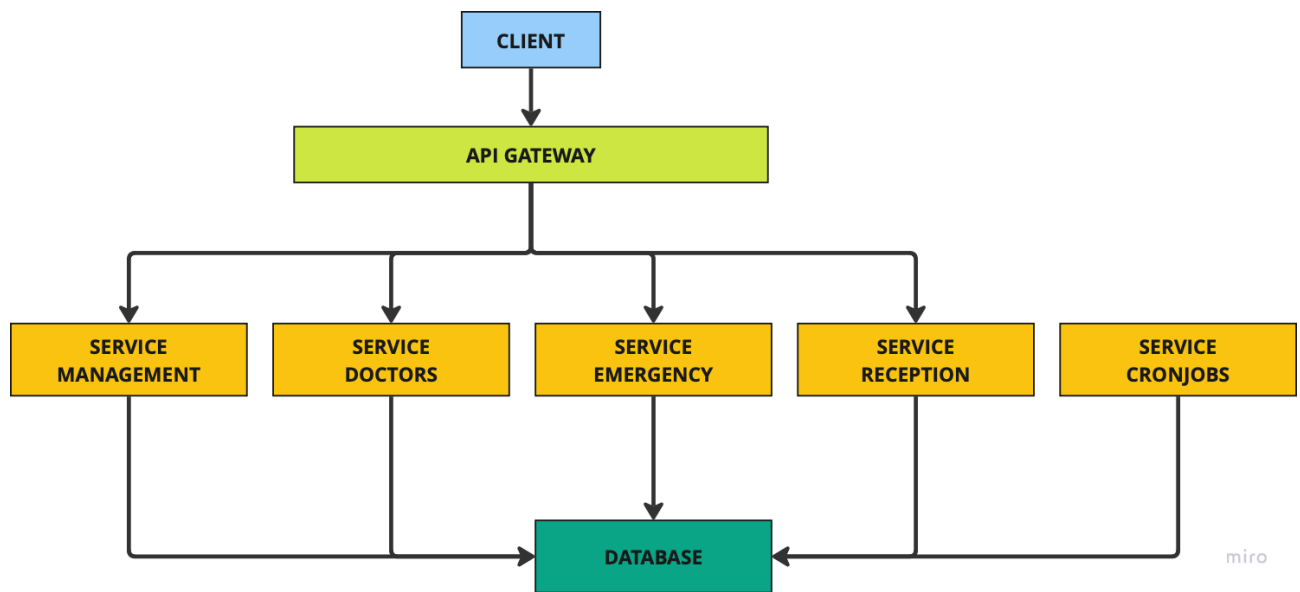 CLIENT
API GATEWAY
SERVICE
MANAGEMENT
SERVICE
DOCTORS
SERVICE
EMERGENCY
SERVICE
RECEPTION
SERVICE
CRONJOBS
DATABASE
miro